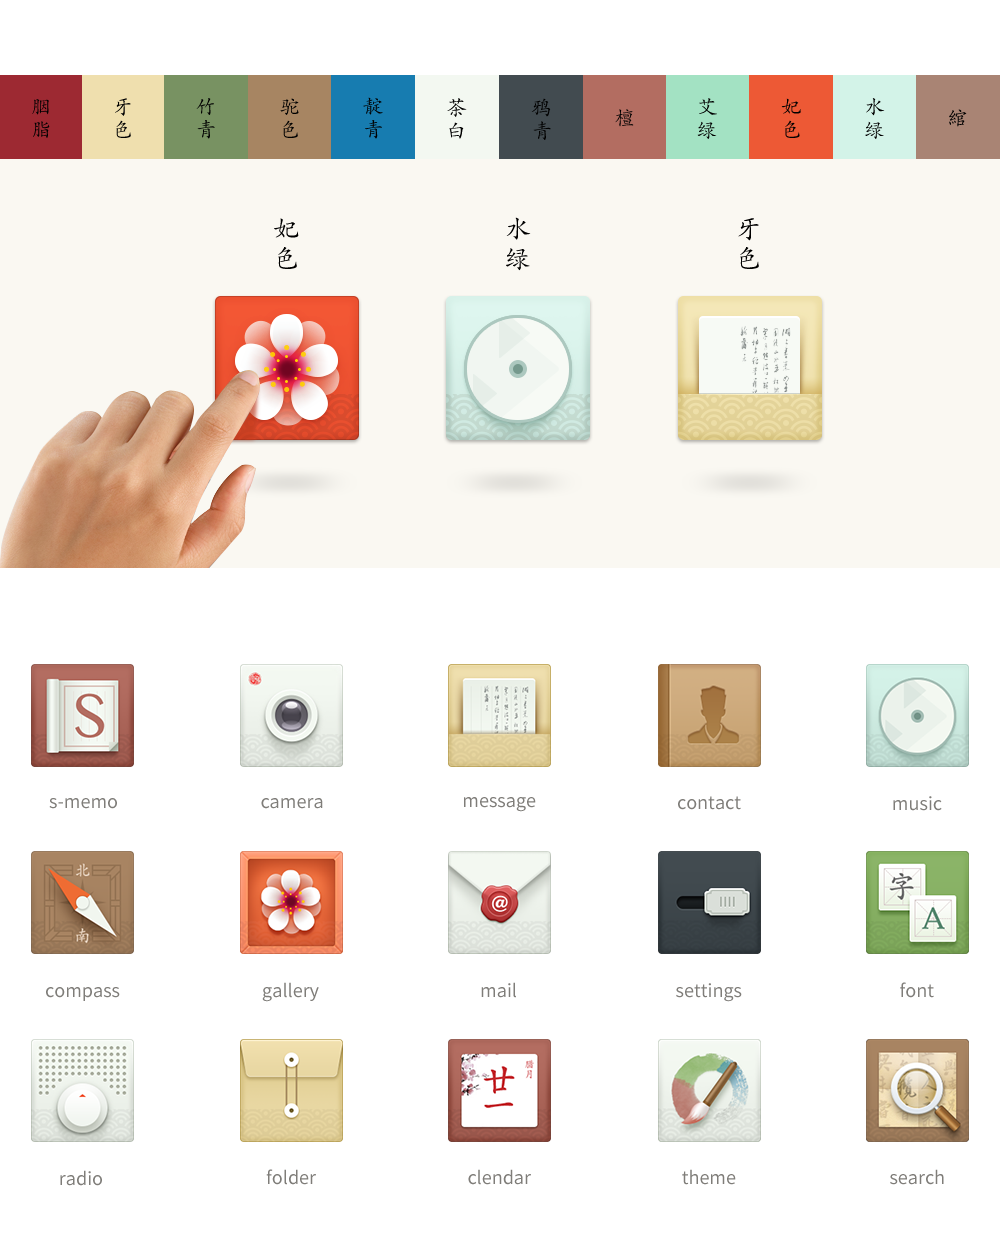 胭脂
牙色
竹青
驼色
靛青
茶白
鸦青
檀
艾绿
妃色
水绿
绾
妃色
水绿
牙色
S
s-memo
camera
message
contact
music
北
南
compass
gallery
@
mail
settings
字
A
font
radio
folder
廿一
腊月
clendar
theme
search